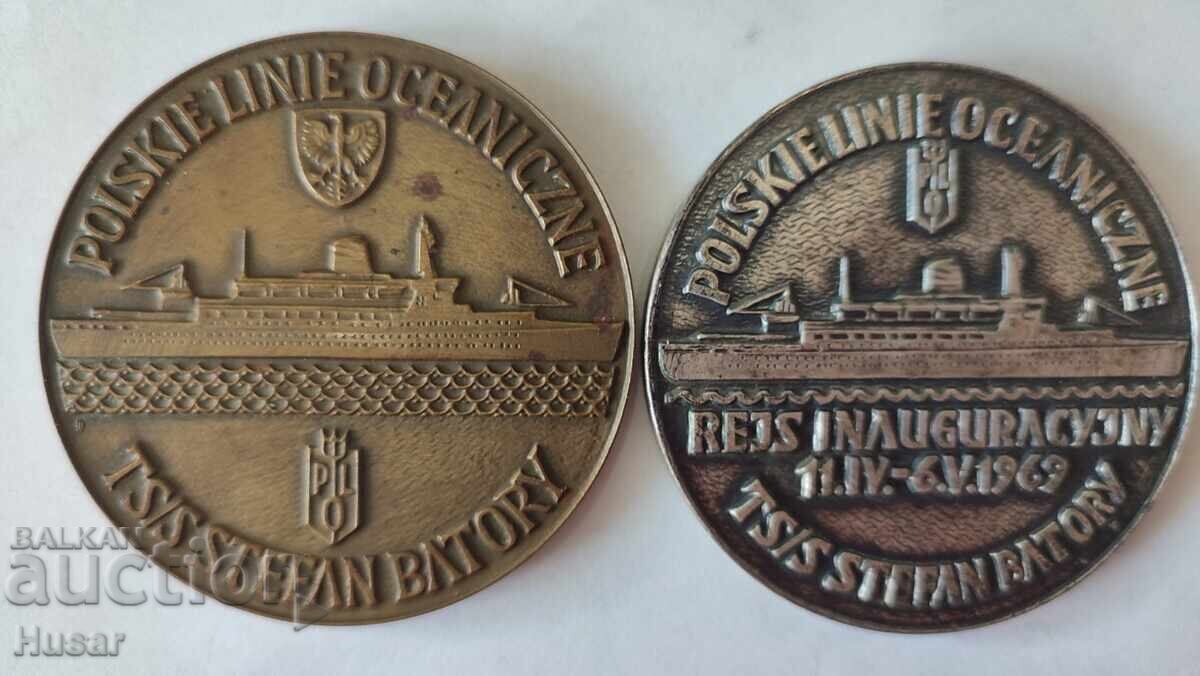 POLSKIE LINIE OCEANICZNE
PLO
TS/S STEFAN BATORY
POLSKIE LINIE OCEANICZNE
PLO
REJS INAUGURACYJNY
11.IV.-6.V.1969
TS/S STEFAN BATORY
BALKAN
auction
Husar